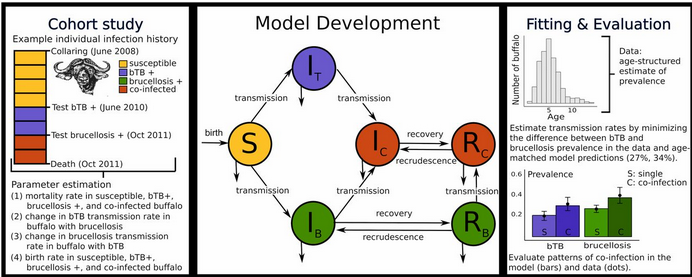 Cohort study
Example individual infection history
Collaring (June 2008)
susceptible
bTB +
brucellosis +
co-infected
Test bTB + (June 2010)
Test brucellosis + (Oct 2011)
Death (Oct 2011)
Parameter estimation
(1) mortality rate in susceptible, bTB+,
brucellosis +, and co-infected buffalo
(2) change in bTB transmission rate in
buffalo with brucellosis
(3) change in brucellosis transmission
rate in buffalo with bTB
(4) birth rate in susceptible, bTB+,
brucellosis +, and co-infected buffalo
Model Development
I_T
transmission
transmission
birth
S
I_C
recovery
recrudescence
R_C
transmission
transmission
transmission
I_B
recovery
recrudescence
R_B
Fitting & Evaluation
Number of buffalo
5 10
Age
Data:
age-structured
estimate of
prevalence
Estimate transmission rates by minimizing
the difference between bTB and
brucellosis prevalence in the data and age-
matched model predictions (27%, 34%).
Prevalence
S: single
C: co-infection
0.6
0.4
0.2
S C S C
bTB brucellosis
Evaluate patterns of co-infection in the
model (bars) and data (dots).